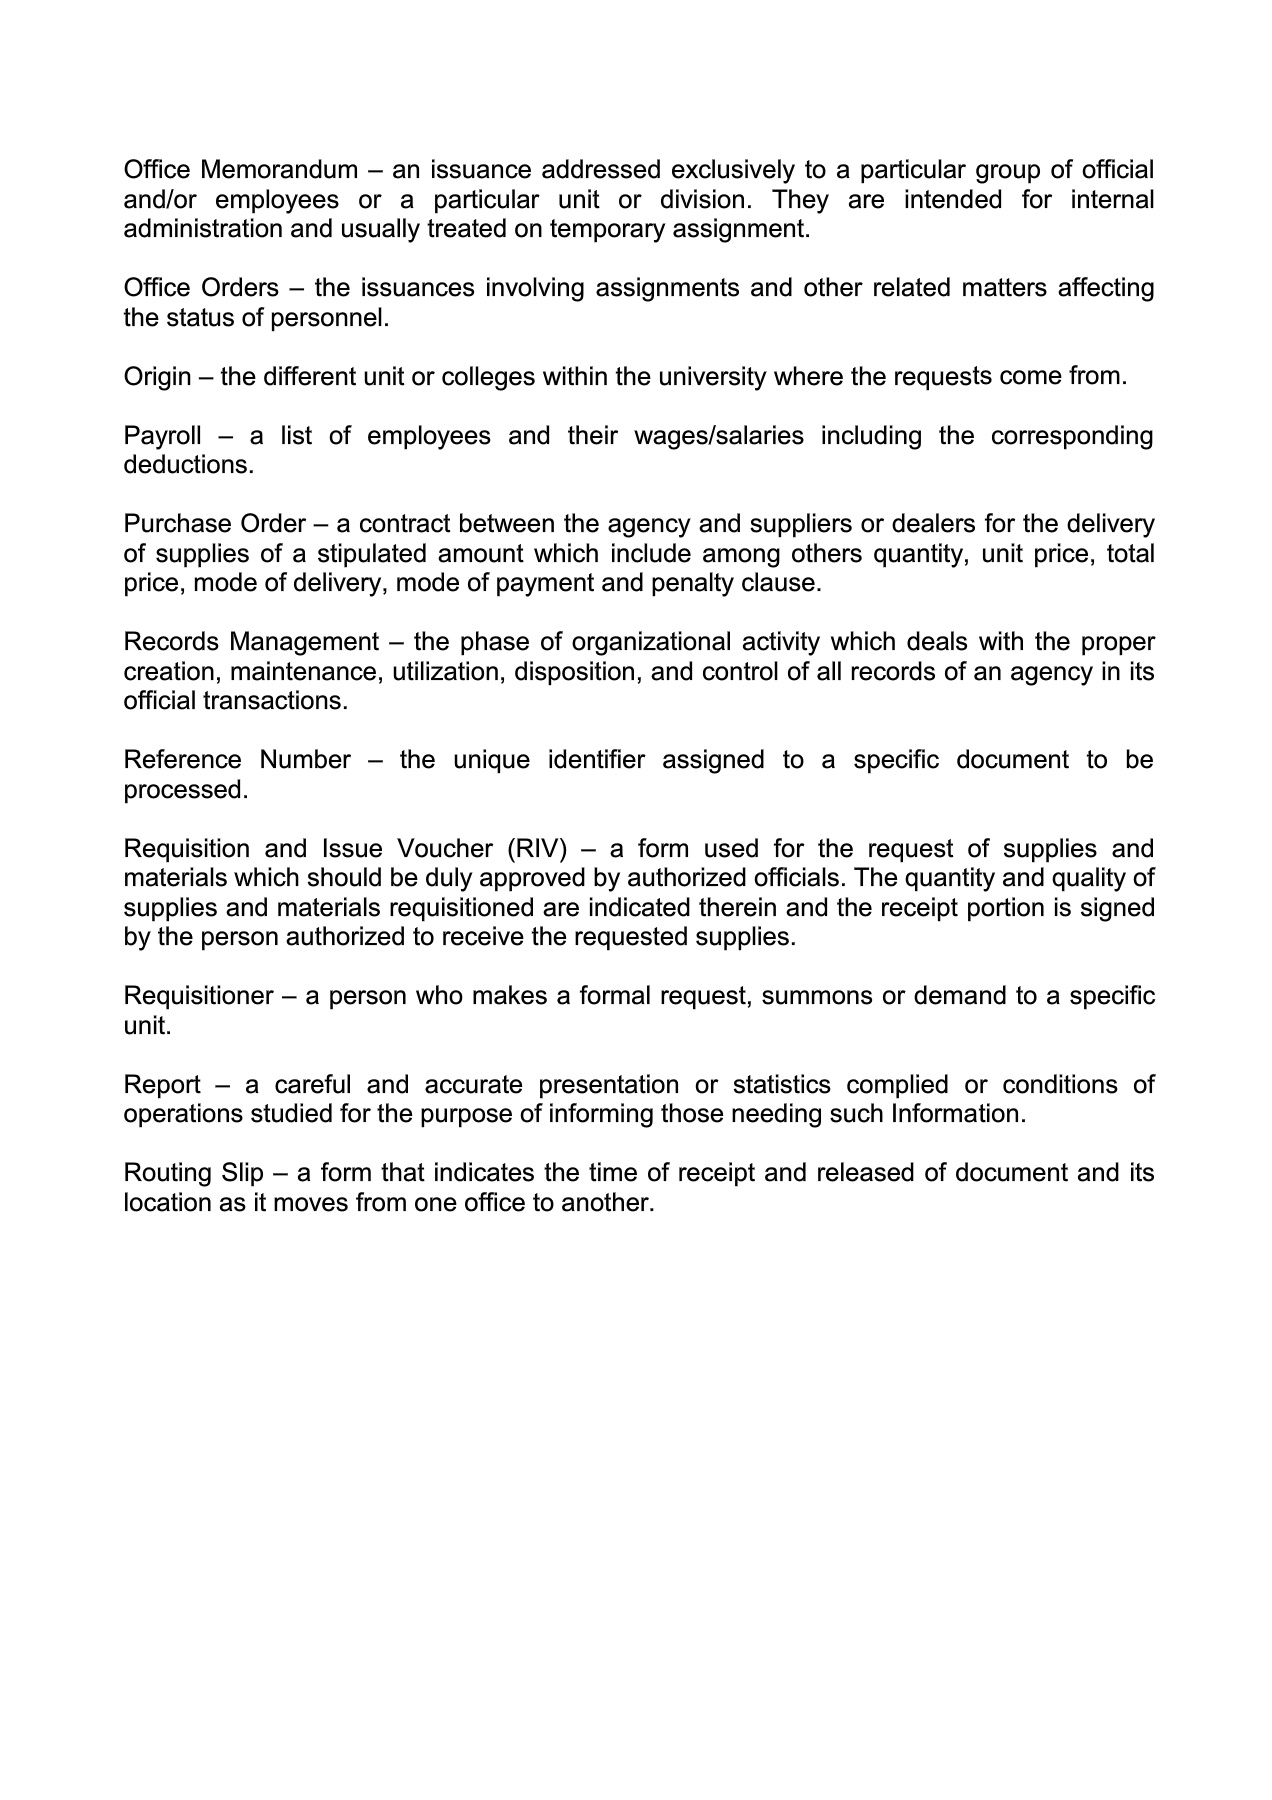 Office Memorandum – an issuance addressed exclusively to a particular group of official
and/or employees or a particular unit or division. They are intended for internal
administration and usually treated on temporary assignment.
Office Orders – the issuances involving assignments and other related matters affecting
the status of personnel.
Origin – the different unit or colleges within the university where the requests come from.
Payroll – a list of employees and their wages/salaries including the corresponding
deductions.
Purchase Order – a contract between the agency and suppliers or dealers for the delivery
of supplies of a stipulated amount which include among others quantity, unit price, total
price, mode of delivery, mode of payment and penalty clause.
Records Management – the phase of organizational activity which deals with the proper
creation, maintenance, utilization, disposition, and control of all records of an agency in its
official transactions.
Reference Number – the unique identifier assigned to a specific document to be
processed.
Requisition and Issue Voucher (RIV) – a form used for the request of supplies and
materials which should be duly approved by authorized officials. The quantity and quality of
supplies and materials requisitioned are indicated therein and the receipt portion is signed
by the person authorized to receive the requested supplies.
Requisitioner – a person who makes a formal request, summons or demand to a specific
unit.
Report – a careful and accurate presentation or statistics complied or conditions of
operations studied for the purpose of informing those needing such Information.
Routing Slip – a form that indicates the time of receipt and released of document and its
location as it moves from one office to another.